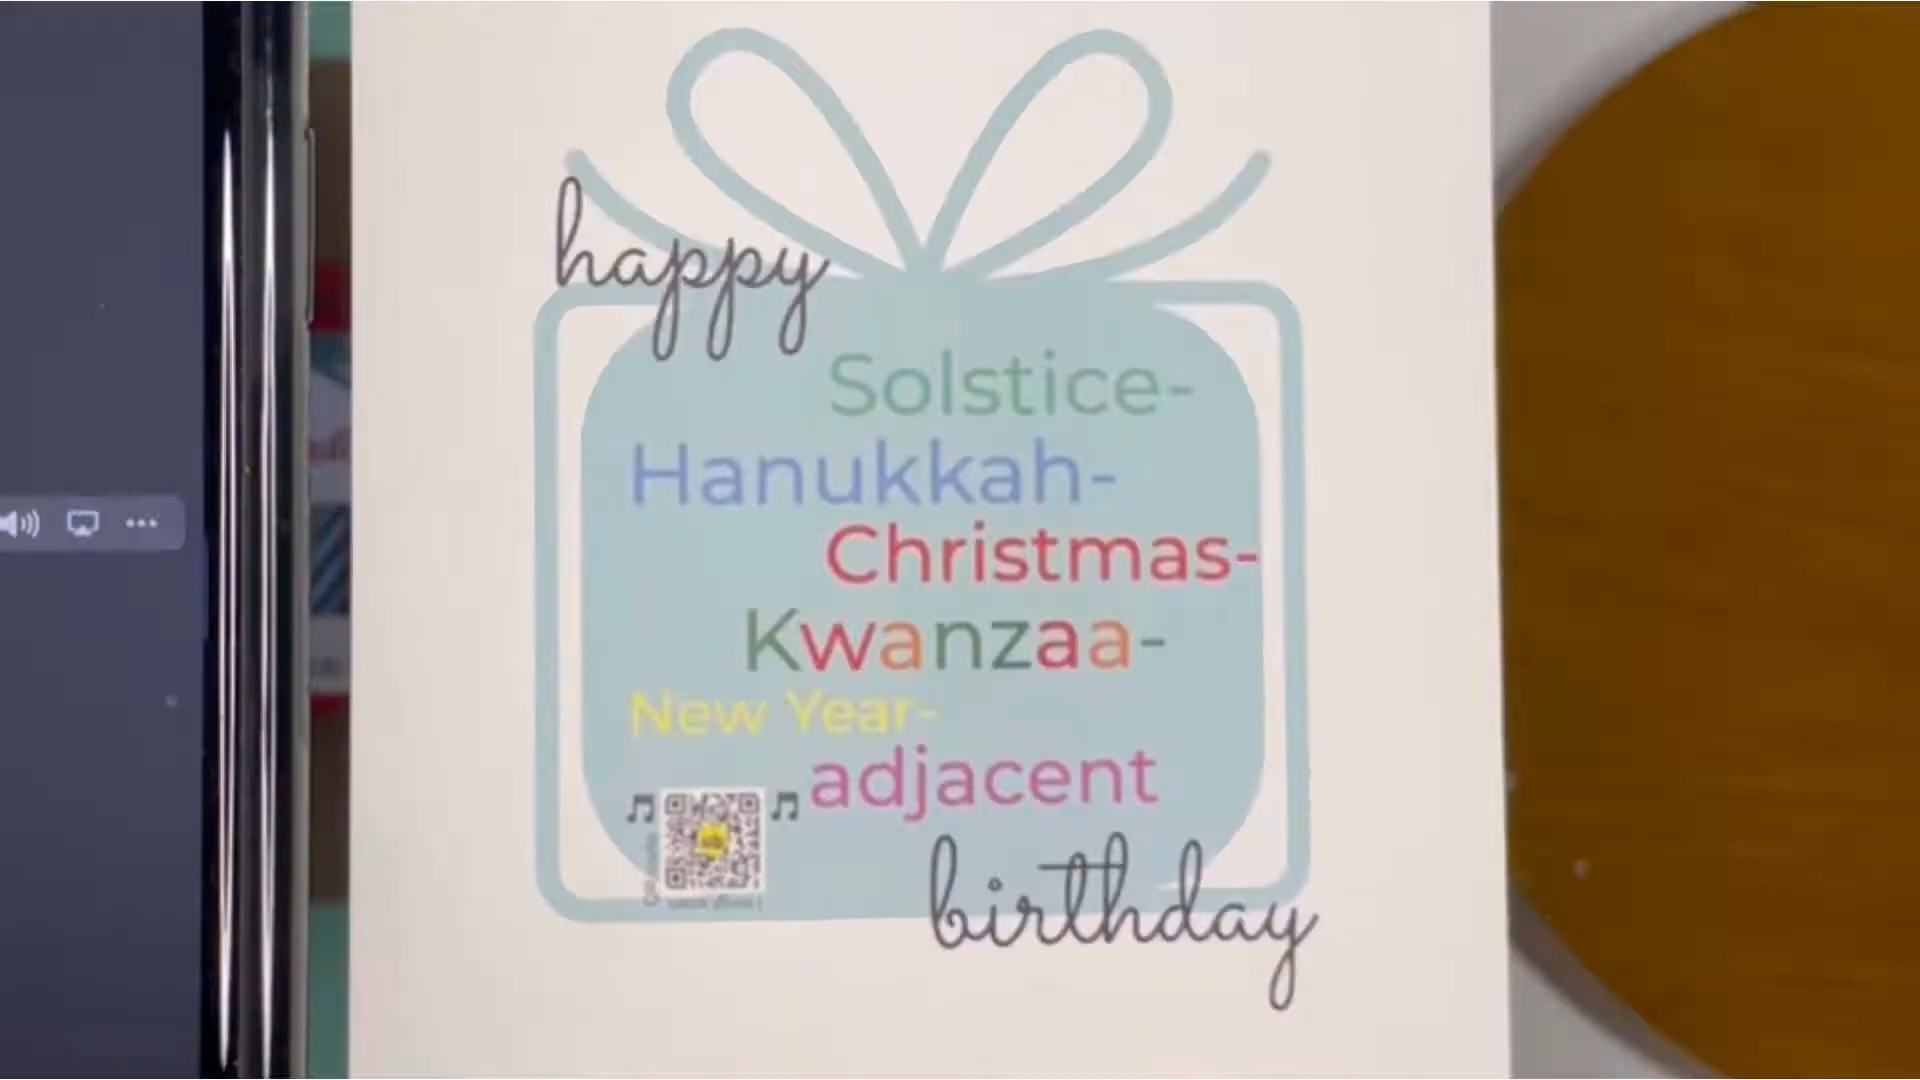 happy
Solstice-
Hanukkah-
Christmas-
Kwanzaa-
New Year-
adjacent
birthday